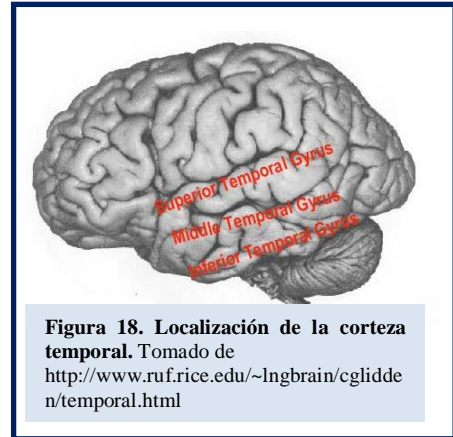 Superior Temporal Gyrus
Middle Temporal Gyrus
Inferior Temporal Gyrus
Figura 18. Localización de la corteza
temporal. Tomado de
http://www.ruf.rice.edu/~lngbrain/cglidde
n/temporal.html